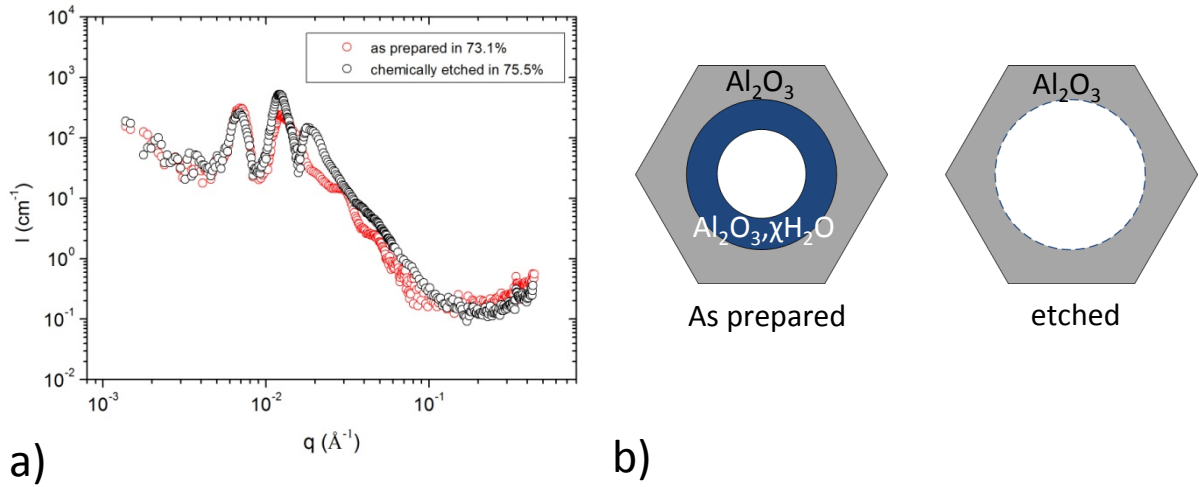 10⁴
10³
10²
10¹
10⁰
10⁻¹
10⁻²
I (cm⁻¹)
as prepared in 73.1%
chemically etched in 75.5%
10⁻³
10⁻²
10⁻¹
q (Å⁻¹)
a)
Al₂O₃
Al₂O₃,χH₂O
As prepared
Al₂O₃
etched
b)